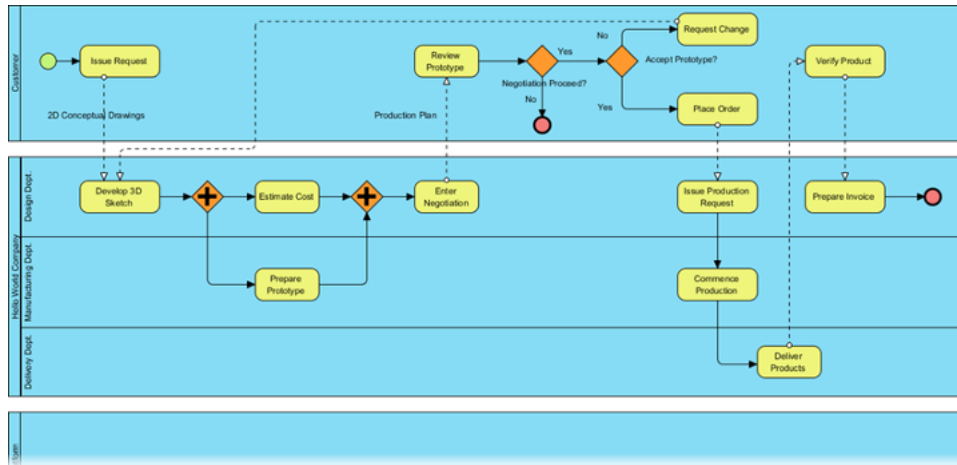 Customer
Issue Request
2D Conceptual Drawings
Review
Prototype
Production Plan
Yes
Negotiation Proceed?
No
No
Accept Prototype?
Yes
Request Change
Place Order
Verify Product
Hello World Company
Design Dept.
Develop 3D
Sketch
Estimate Cost
Enter
Negotiation
Issue Production
Request
Prepare Invoice
Manufacturing Dept.
Prepare
Prototype
Commence
Production
Delivery Dept.
Deliver
Products